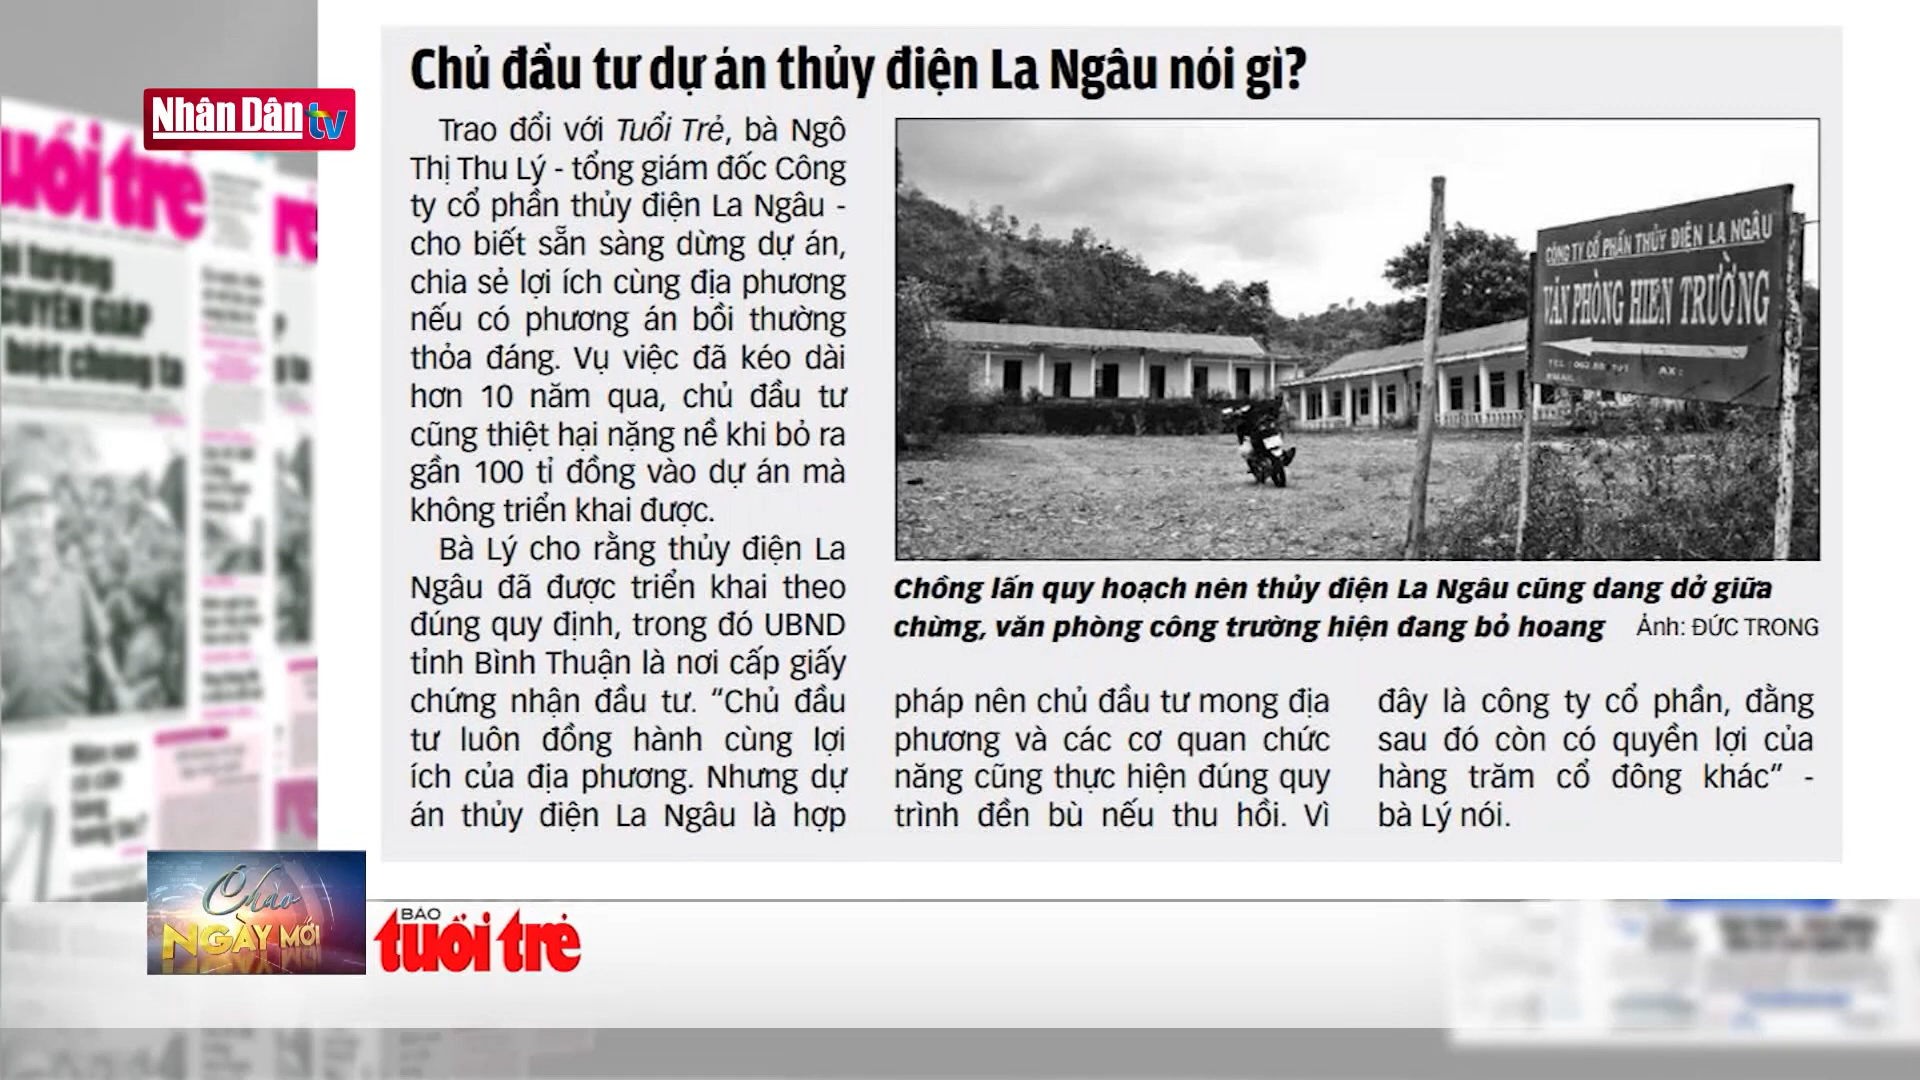 Nhân Dân tv
tuổi trẻ
Chủ đầu tư dự án thủy điện La Ngâu nói gì?
Trao đổi với Tuổi Trẻ, bà Ngô
Thị Thu Lý - tổng giám đốc Công
ty cổ phần thủy điện La Ngâu -
cho biết sẵn sàng dừng dự án,
chia sẻ lợi ích cùng địa phương
nếu có phương án bồi thường
thỏa đáng. Vụ việc đã kéo dài
hơn 10 năm qua, chủ đầu tư
cũng thiệt hại nặng nề khi bỏ ra
gần 100 tỉ đồng vào dự án mà
không triển khai được.
Bà Lý cho rằng thủy điện La
Ngâu đã được triển khai theo
đúng quy định, trong đó UBND
tỉnh Bình Thuận là nơi cấp giấy
chứng nhận đầu tư. “Chủ đầu
tư luôn đồng hành cùng lợi
ích của địa phương. Nhưng dự
án thủy điện La Ngâu là hợp
CÔNG TY CỔ PHẦN THỦY ĐIỆN LA NGÂU
VĂN PHÒNG HIỆN TRƯỜNG
Chồng lấn quy hoạch nên thủy điện La Ngâu cũng dang dở giữa
chừng, văn phòng công trường hiện đang bỏ hoang Ảnh: ĐỨC TRONG
pháp nên chủ đầu tư mong địa
phương và các cơ quan chức
năng cũng thực hiện đúng quy
trình đền bù nếu thu hồi. Vì
đây là công ty cổ phần, đằng
sau đó còn có quyền lợi của
hàng trăm cổ đông khác” -
bà Lý nói.
Chào
NGÀY MỚI
BÁO
tuổi trẻ